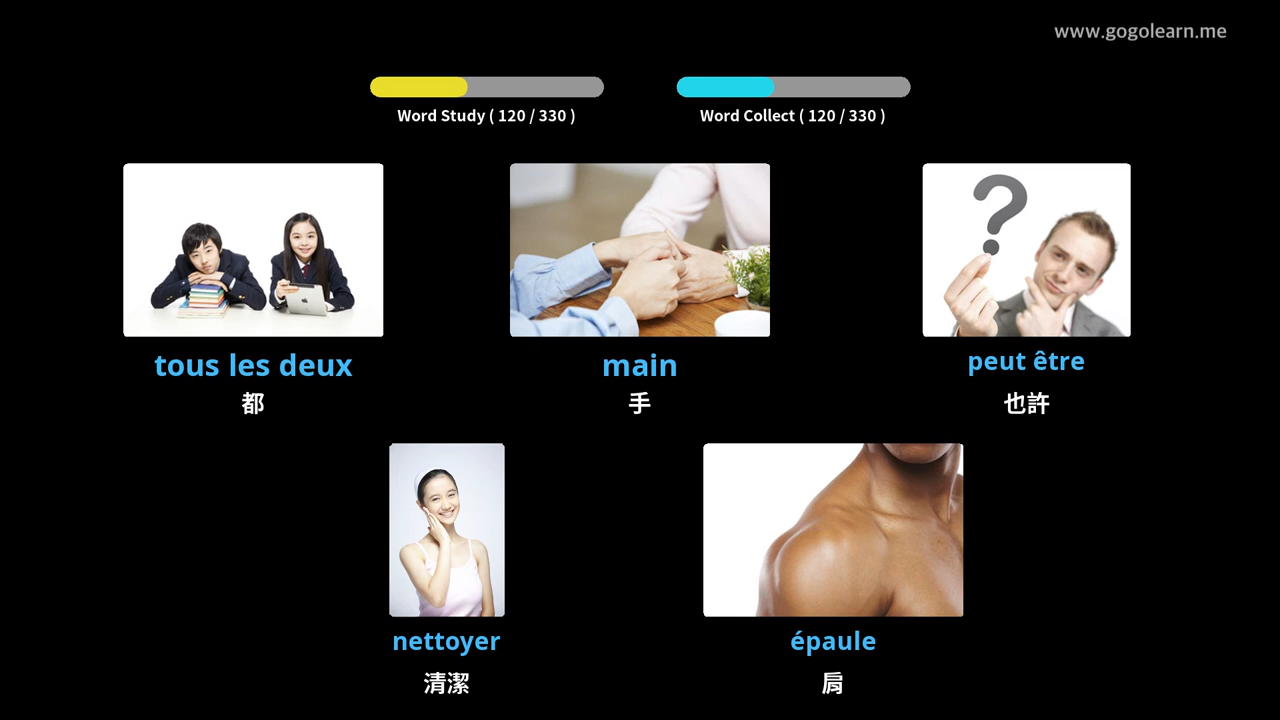 www.gogolearn.me
Word Study ( 120 / 330 )
Word Collect ( 120 / 330 )
tous les deux
都
main
手
peut être
也許
nettoyer
清潔
épaule
肩